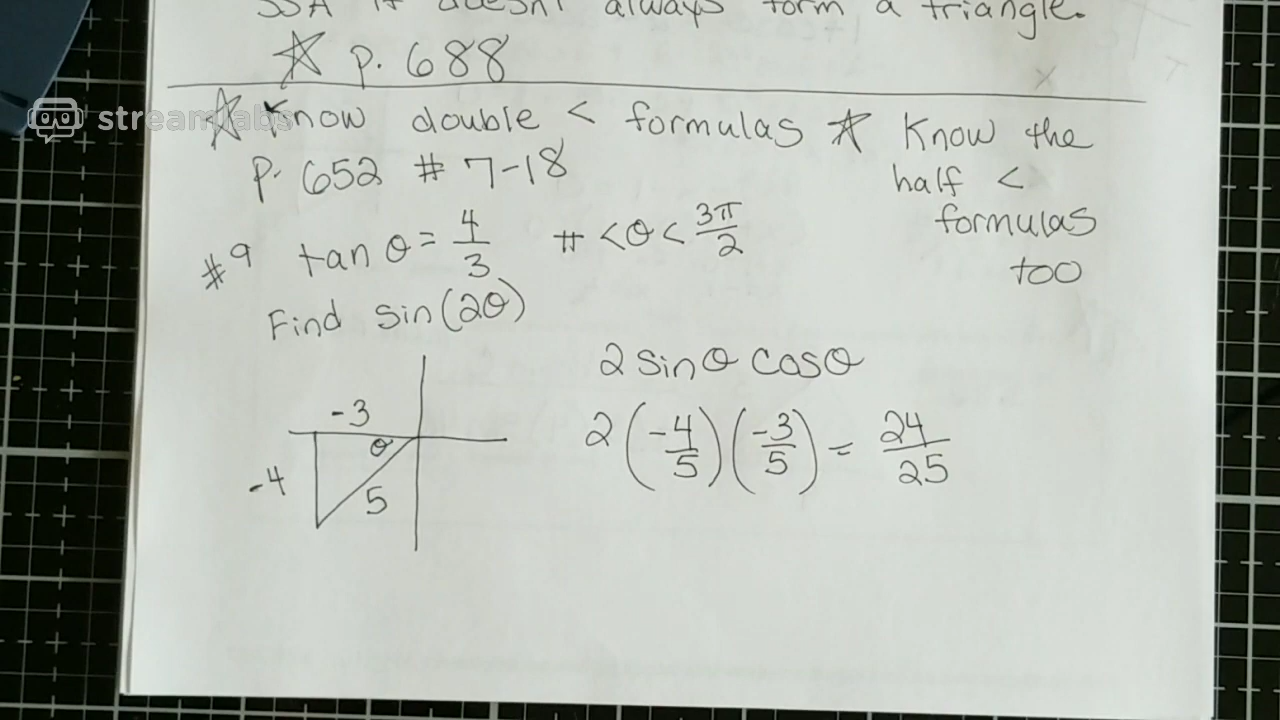 SSA it doesn't always form a triangle.
☆ p. 688
☆ Know double < formulas ☆ Know the
half <
formulas
too
p. 652 # 7-18
#9 tan θ = 4/3 π < θ < 3π/2
Find sin(2θ)
2 sinθ cosθ
2(-4/5)(-3/5) = 24/25
-3
θ
-4
5
streamlabs